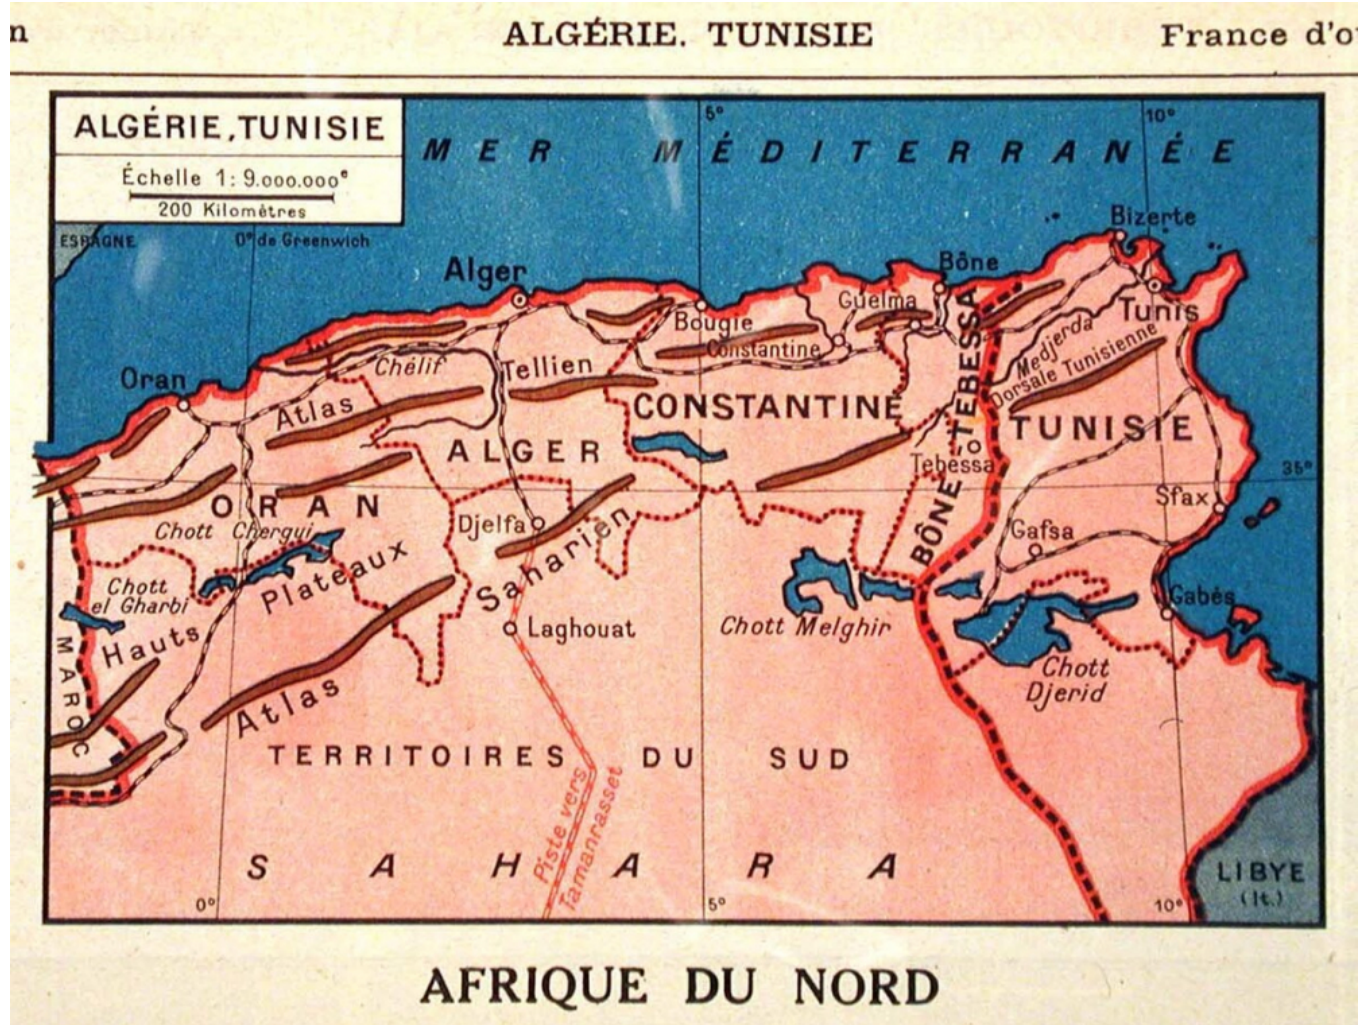 n
ALGÉRIE. TUNISIE
France d'o
ALGÉRIE, TUNISIE
Échelle 1: 9.000.000e
200 Kilomètres
5°
10°
MER MÉDITERRANÉE
ESPAGNE
0° de Greenwich
Bizerte
Alger
Bône
Guelma
Tunis
Bougie
Constantine
Medjerda
Chélif
Tellien
Dorsale Tunisienne
Oran
Atlas
CONSTANTINE
BÔNE-TEBESSA
TUNISIE
ALGER
Tebessa
35°
ORAN
Sfax
Chott Chergui
Djelfa
Gafsa
Saharien
Plateaux
Chott
el Gharbi
Gabés
Hauts
Laghouat
Chott Melghir
MAROC
Chott
Djerid
Atlas
TERRITOIRES DU SUD
Piste vers
Tamanrasset
SAHARA
LIBYE
(It.)
0°
5°
10°
AFRIQUE DU NORD